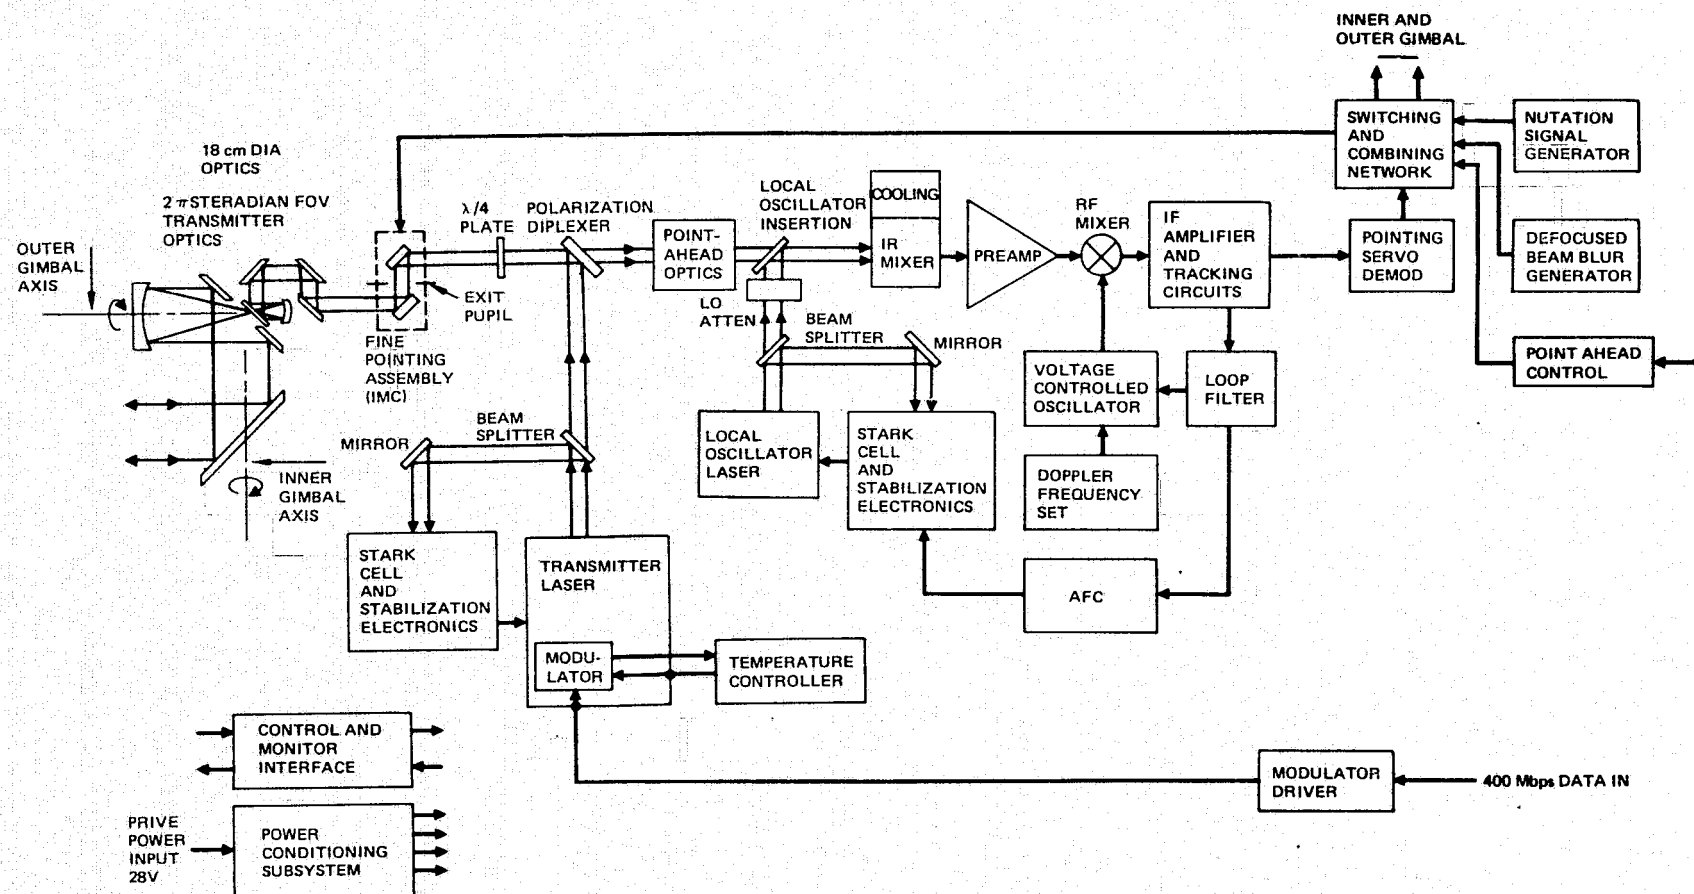 INNER AND
OUTER GIMBAL
SWITCHING
AND
COMBINING
NETWORK
NUTATION
SIGNAL
GENERATOR
18 cm DIA
OPTICS
2 π STERADIAN FOV
TRANSMITTER
OPTICS
OUTER
GIMBAL
AXIS
λ/4
PLATE
POLARIZATION
DIPLEXER
LOCAL
OSCILLATOR
INSERTION
COOLING
IR
MIXER
POINT-
AHEAD
OPTICS
PREAMP
RF
MIXER
IF
AMPLIFIER
AND
TRACKING
CIRCUITS
POINTING
SERVO
DEMOD
DEFOCUSED
BEAM BLUR
GENERATOR
EXIT
PUPIL
LO
ATTEN
BEAM
SPLITTER
MIRROR
FINE
POINTING
ASSEMBLY
(IMC)
VOLTAGE
CONTROLLED
OSCILLATOR
LOOP
FILTER
POINT AHEAD
CONTROL
MIRROR
BEAM
SPLITTER
LOCAL
OSCILLATOR
LASER
STARK
CELL
AND
STABILIZATION
ELECTRONICS
DOPPLER
FREQUENCY
SET
INNER
GIMBAL
AXIS
STARK
CELL
AND
STABILIZATION
ELECTRONICS
TRANSMITTER
LASER
AFC
MODU-
LATOR
TEMPERATURE
CONTROLLER
CONTROL AND
MONITOR
INTERFACE
MODULATOR
DRIVER
400 Mbps DATA IN
PRIVE
POWER
INPUT
28V
POWER
CONDITIONING
SUBSYSTEM